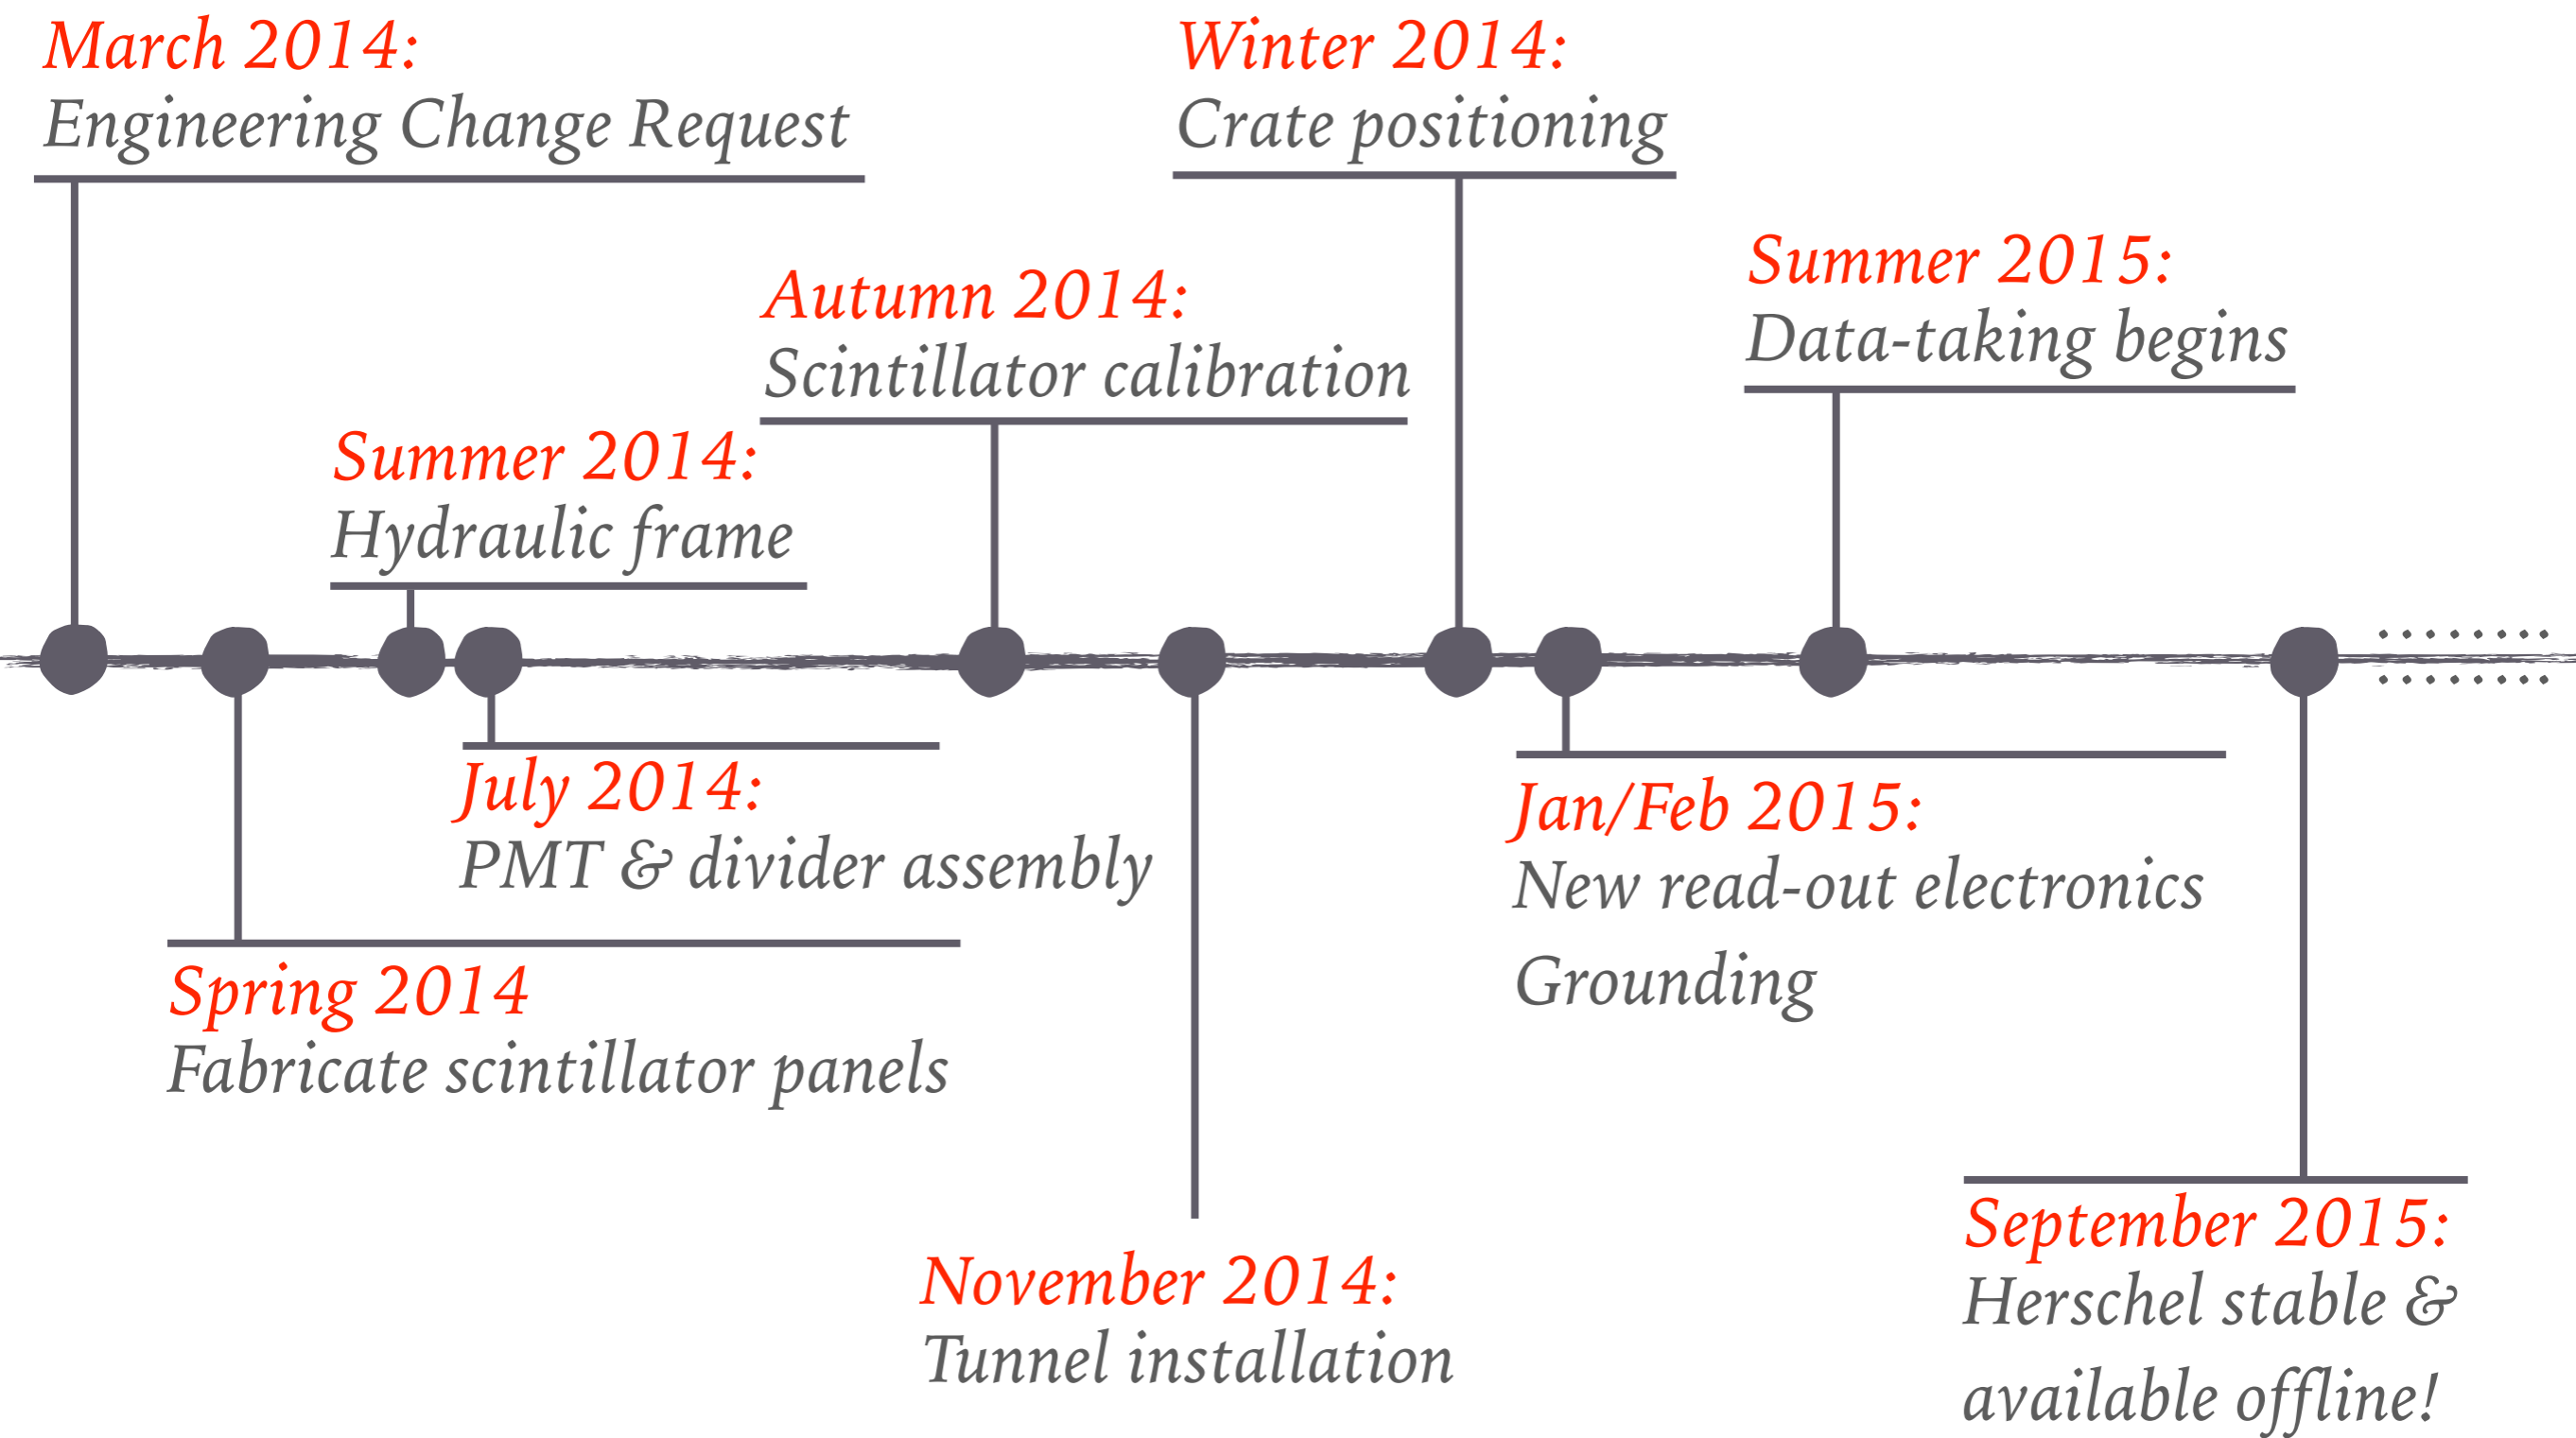 March 2014:
Engineering Change Request
Winter 2014:
Crate positioning
Summer 2015:
Data-taking begins
Autumn 2014:
Scintillator calibration
Summer 2014:
Hydraulic frame
July 2014:
PMT & divider assembly
Jan/Feb 2015:
New read-out electronics
Grounding
Spring 2014
Fabricate scintillator panels
November 2014:
Tunnel installation
September 2015:
Herschel stable &
available offline!